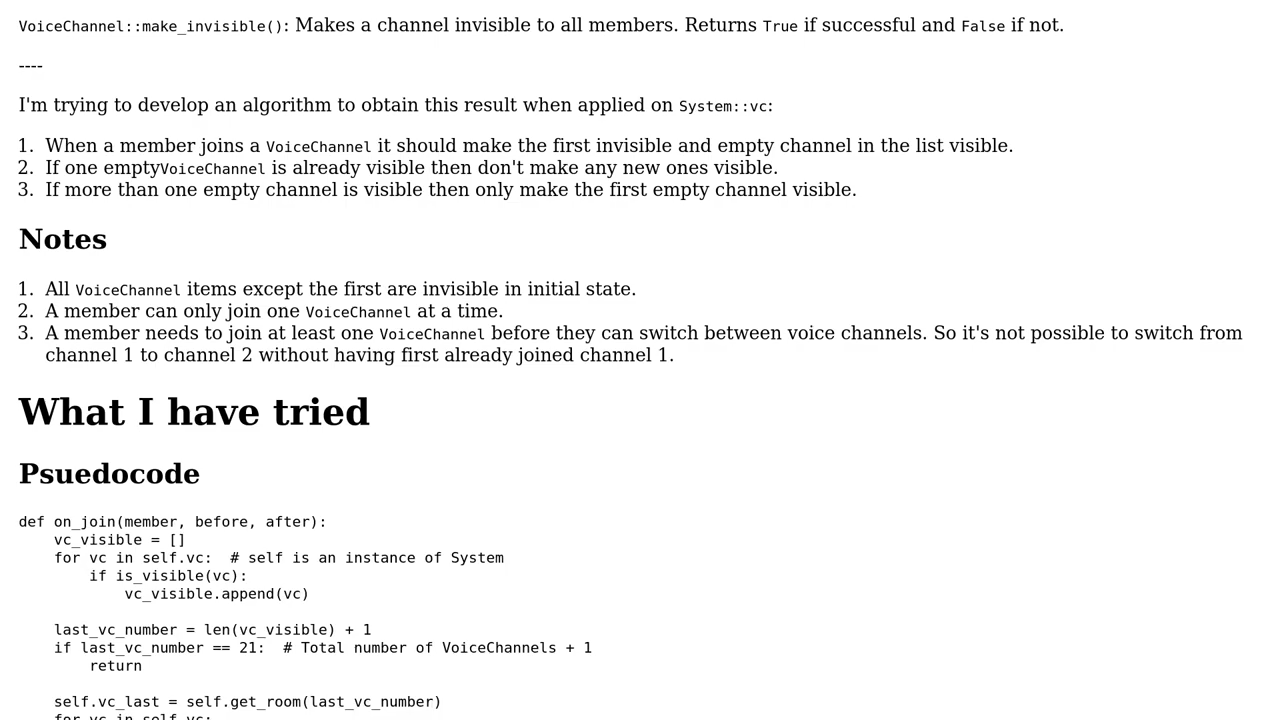 VoiceChannel::make_invisible(): Makes a channel invisible to all members. Returns True if successful and False if not.
----
I'm trying to develop an algorithm to obtain this result when applied on System::vc:
1. When a member joins a VoiceChannel it should make the first invisible and empty channel in the list visible.
2. If one emptyVoiceChannel is already visible then don't make any new ones visible.
3. If more than one empty channel is visible then only make the first empty channel visible.
Notes
1. All VoiceChannel items except the first are invisible in initial state.
2. A member can only join one VoiceChannel at a time.
3. A member needs to join at least one VoiceChannel before they can switch between voice channels. So it's not possible to switch from
channel 1 to channel 2 without having first already joined channel 1.
What I have tried
Psuedocode
def on_join(member, before, after):
    vc_visible = []
    for vc in self.vc:  # self is an instance of System
        if is_visible(vc):
            vc_visible.append(vc)
    last_vc_number = len(vc_visible) + 1
    if last_vc_number == 21:  # Total number of VoiceChannels + 1
        return
    self.vc_last = self.get_room(last_vc_number)
    for vc in self.vc: